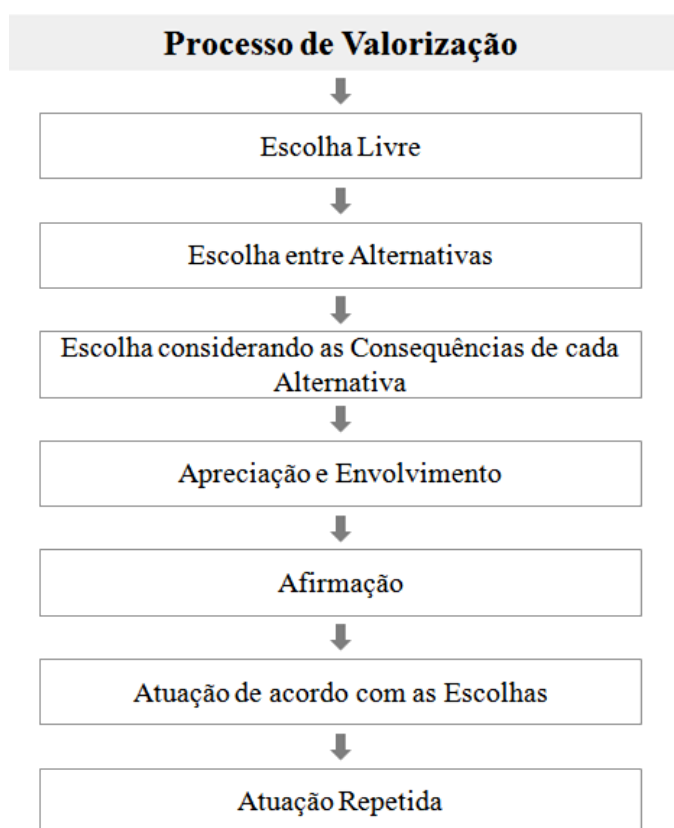 Processo de Valorização
Escolha Livre
Escolha entre Alternativas
Escolha considerando as Consequências de cada
Alternativa
Apreciação e Envolvimento
Afirmação
Atuação de acordo com as Escolhas
Atuação Repetida